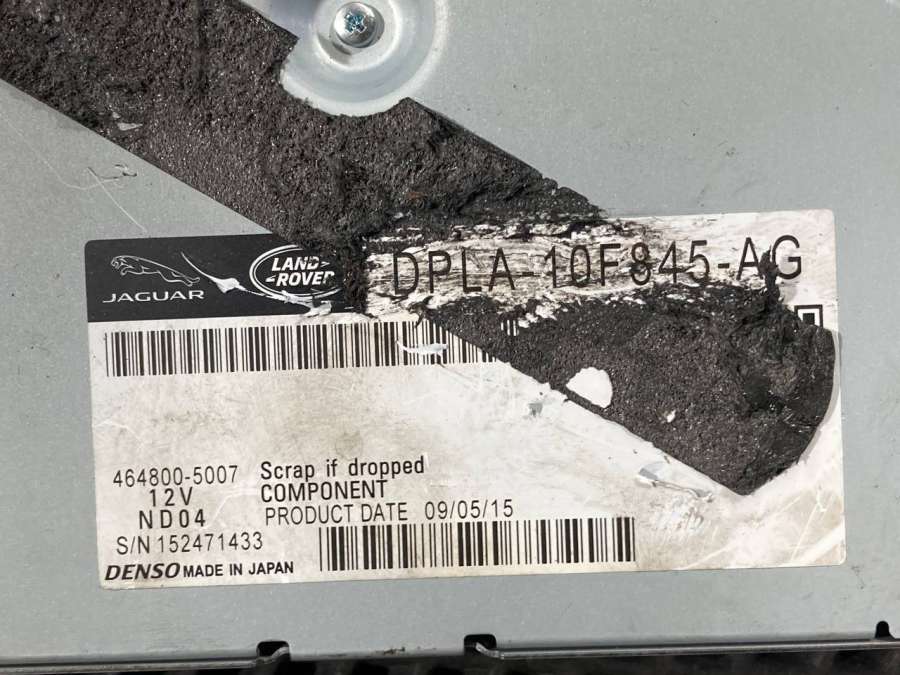 JAGUAR
LAND-
-ROVER
DPLA-10F845-AG
464800-5007
12V
ND04
S/N 152471433
Scrap if dropped
COMPONENT
PRODUCT DATE 09/05/15
DENSO MADE IN JAPAN